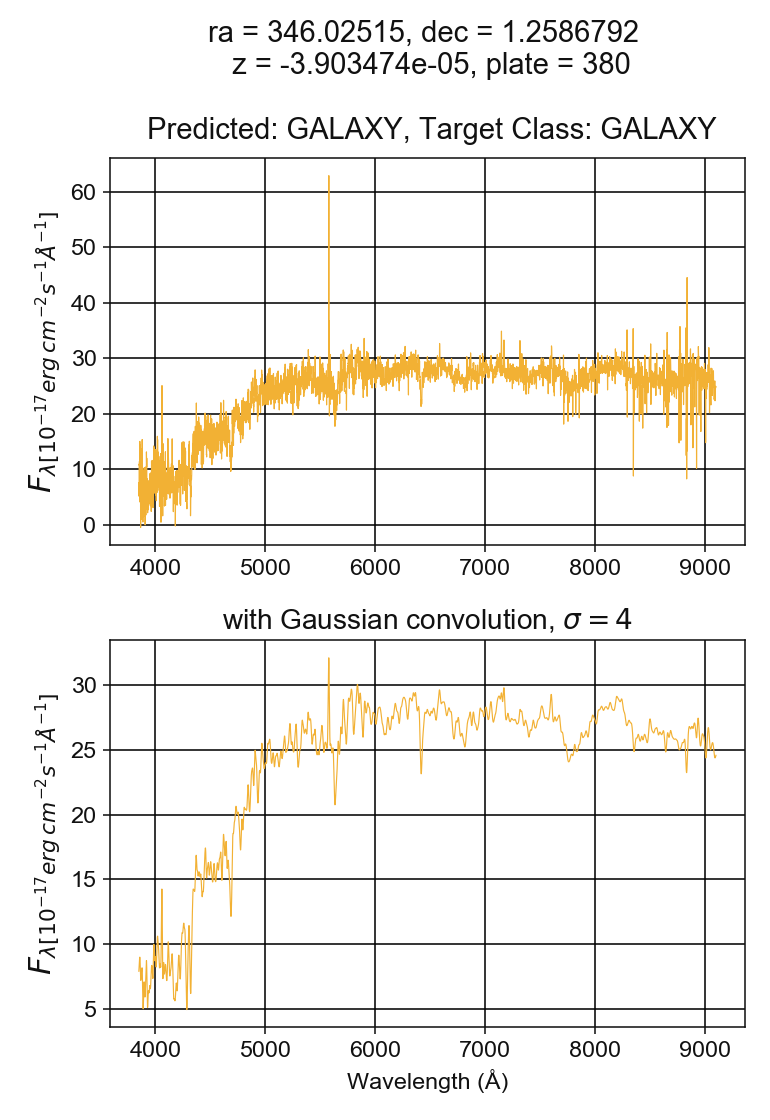 ra = 346.02515, dec = 1.2586792
z = -3.903474e-05, plate = 380
Predicted: GALAXY, Target Class: GALAXY
F_λ[10^{-17} erg cm^{-2} s^{-1} Å^{-1}]
60
50
40
30
20
10
0
4000 5000 6000 7000 8000 9000
with Gaussian convolution, σ = 4
F_λ[10^{-17} erg cm^{-2} s^{-1} Å^{-1}]
30
25
20
15
10
5
4000 5000 6000 7000 8000 9000
Wavelength (Å)